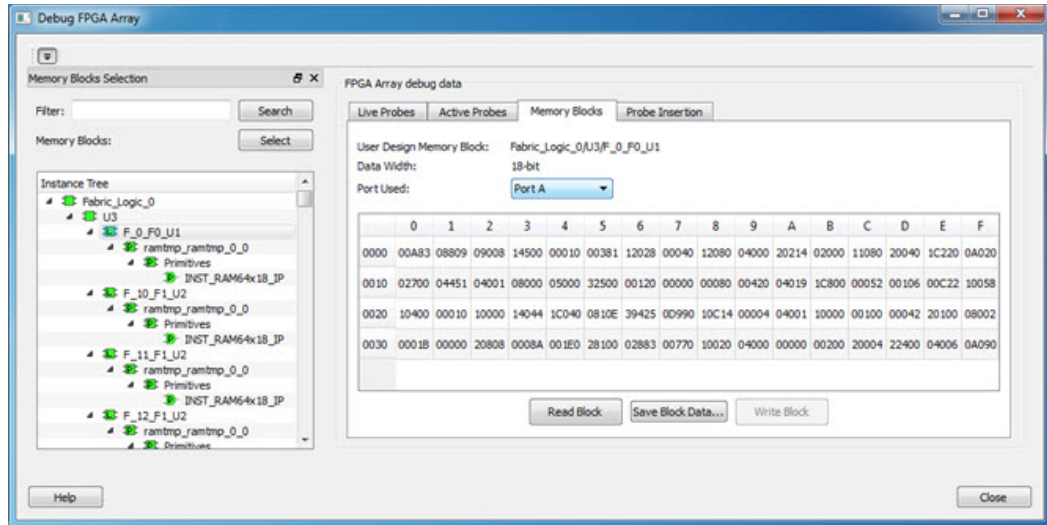 Debug FPGA Array
Memory Blocks Selection
Filter:
Search
Memory Blocks:
Select
Instance Tree
Fabric_Logic_0
U3
F_0_F0_U1
ramtmp_ramtmp_0_0
Primitives
INST_RAM64x18_IP
F_10_F1_U2
ramtmp_ramtmp_0_0
Primitives
INST_RAM64x18_IP
F_11_F1_U2
ramtmp_ramtmp_0_0
Primitives
INST_RAM64x18_IP
F_12_F1_U2
ramtmp_ramtmp_0_0
Primitives
FPGA Array debug data
Live Probes Active Probes Memory Blocks Probe Insertion
User Design Memory Block: Fabric_Logic_0/U3/F_0_F0_U1
Data Width: 18-bit
Port Used: Port A
0 1 2 3 4 5 6 7 8 9 A B C D E F
0000 00A83 08809 09008 14500 00010 00381 12028 00040 12080 04000 20214 02000 11080 20040 1C220 0A020
0010 02700 04451 04001 08000 05000 32500 00120 00000 00080 00420 04019 1C800 00052 00106 00C22 10058
0020 10400 00010 10000 14044 1C040 0810E 39425 0D990 10C14 00004 04001 10000 00100 00042 20100 08002
0030 0001B 00000 20808 0008A 001E0 28100 02883 00770 10020 04000 00000 00200 20004 22400 04006 0A090
Read Block Save Block Data... Write Block
Help Close